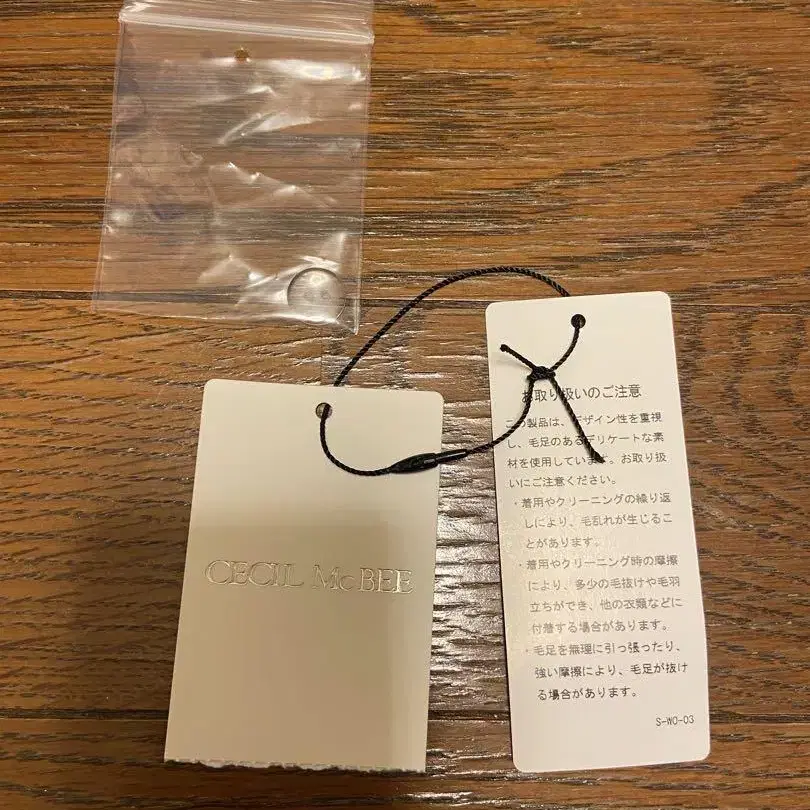 CECIL McBEE
お取り扱いのご注意
この製品は、デザイン性を重視
し、毛足のあるデリケートな素
材を使用しています。お取り扱
いにご注意ください。
・着用やクリーニングの繰り返
しにより、毛乱れが生じるこ
とがあります。
・着用やクリーニング時の摩擦
により、多少の毛抜けや毛羽
立ちができ、他の衣類などに
付着する場合があります。
・毛足を無理に引っ張ったり、
強い摩擦により、毛足が抜け
る場合があります。
S-WO-03